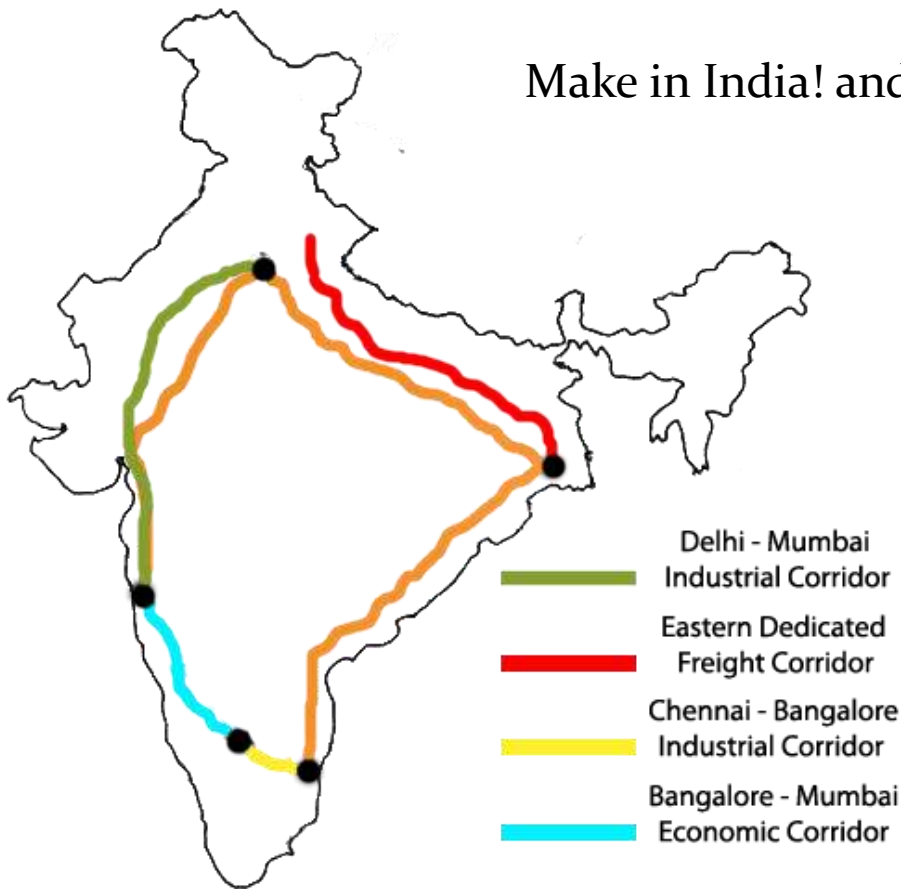 Make in India! and
Delhi - Mumbai
Industrial Corridor
Eastern Dedicated
Freight Corridor
Chennai - Bangalore
Industrial Corridor
Bangalore - Mumbai
Economic Corridor